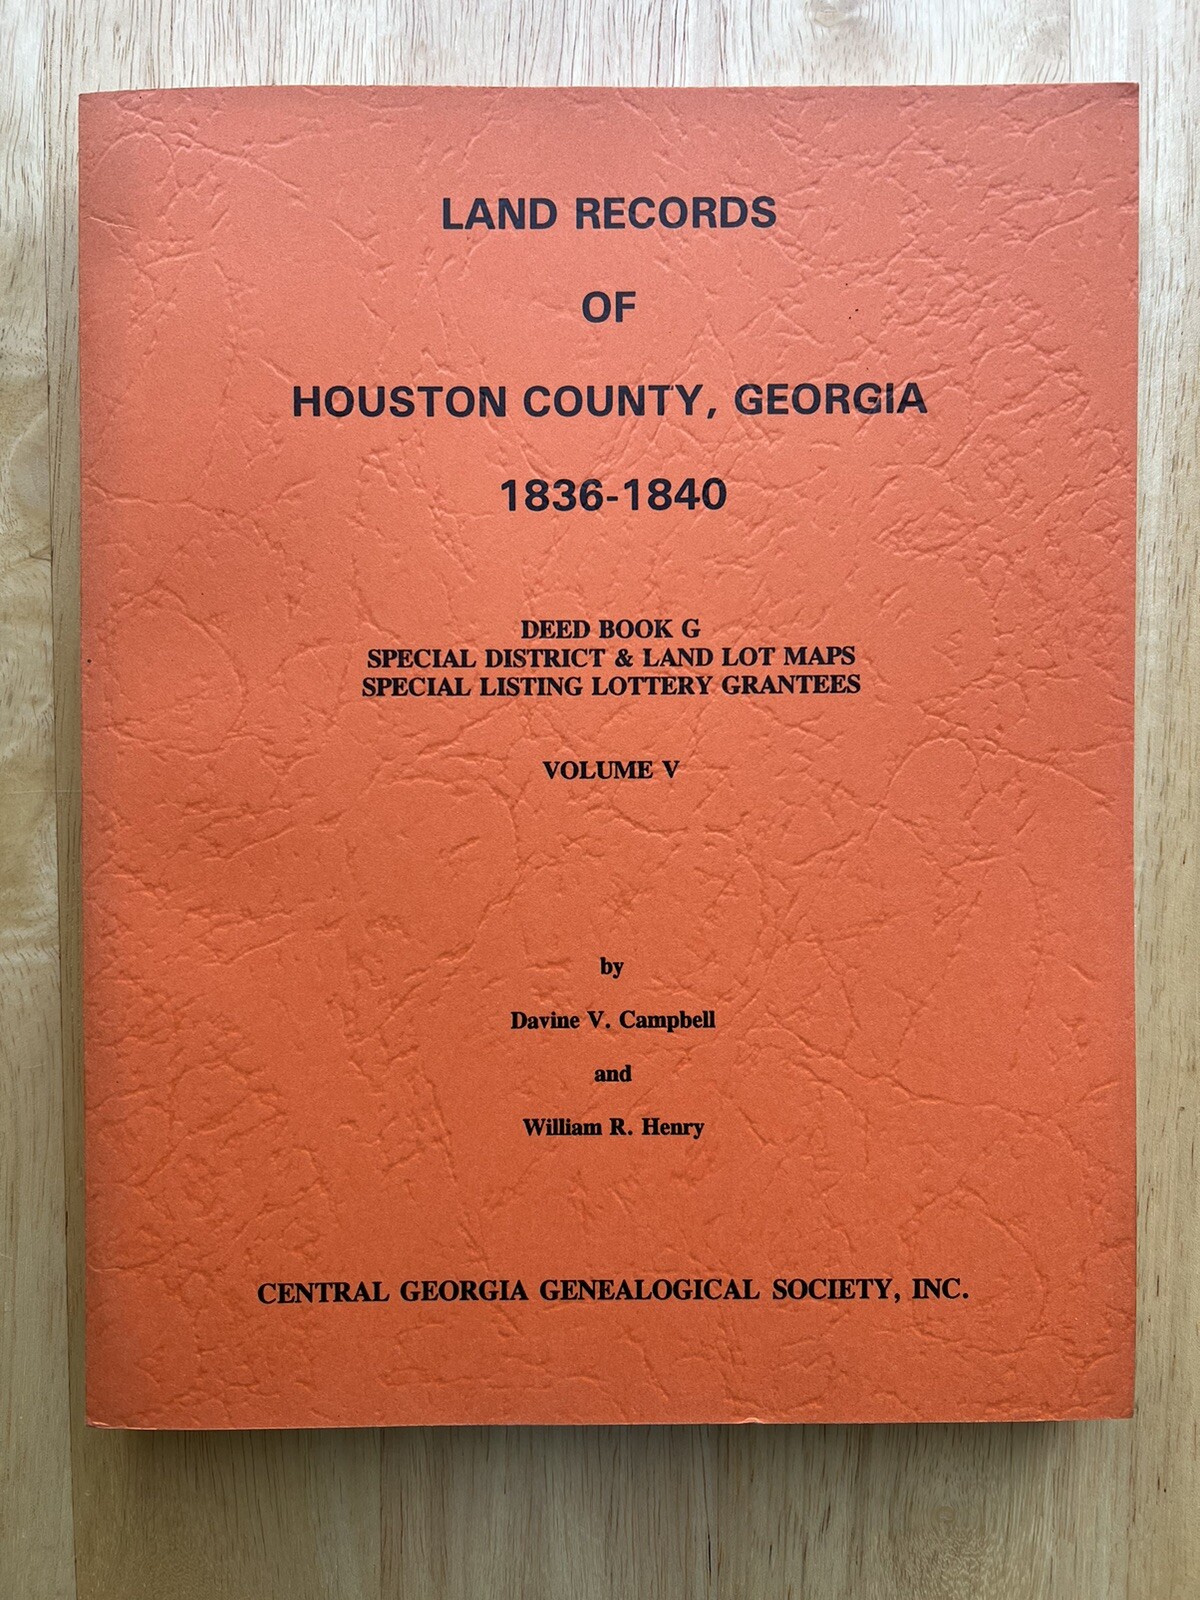 LAND RECORDS
OF
HOUSTON COUNTY, GEORGIA
1836-1840
DEED BOOK G
SPECIAL DISTRICT & LAND LOT MAPS
SPECIAL LISTING LOTTERY GRANTEES
VOLUME V
by
Davine V. Campbell
and
William R. Henry
CENTRAL GEORGIA GENEALOGICAL SOCIETY, INC.